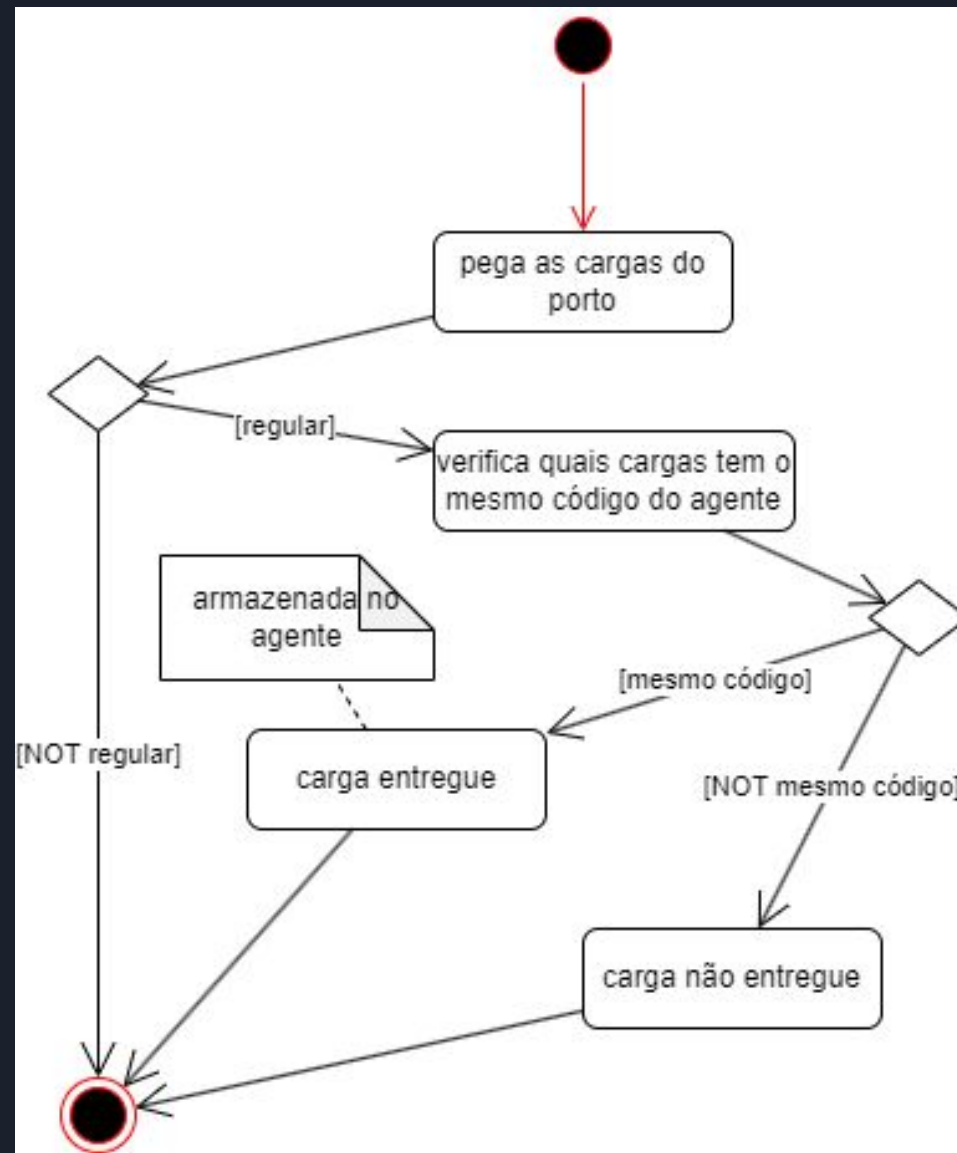 pega as cargas do
porto
[regular]
verifica quais cargas tem o
mesmo código do agente
armazenada no
agente
[mesmo código]
[NOT regular]
carga entregue
[NOT mesmo código]
carga não entregue